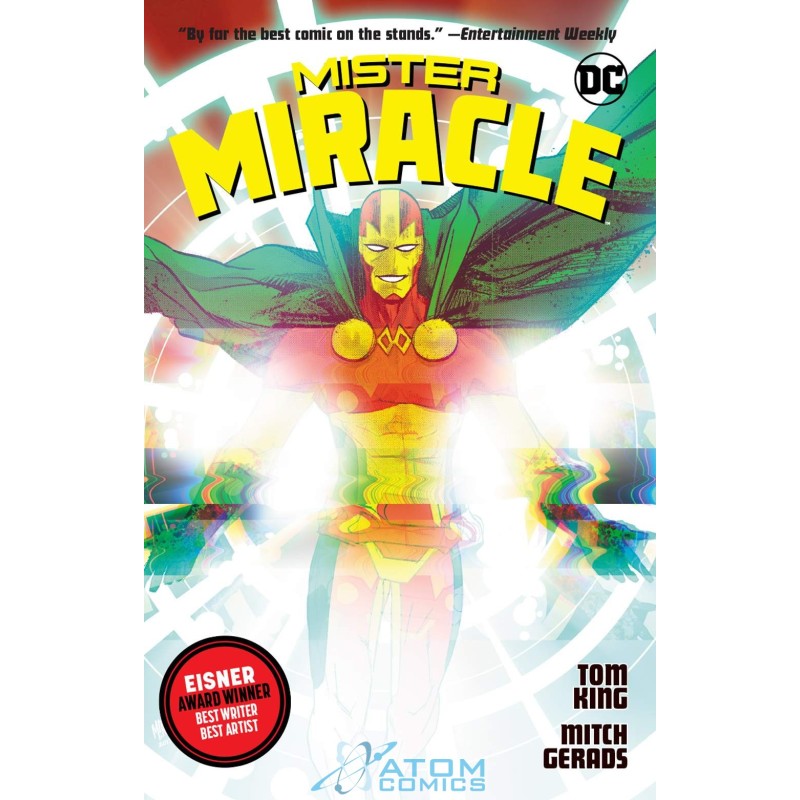 “By far the best comic on the stands.” —Entertainment Weekly
MISTER
DC
MIRACLE
EISNER
AWARD WINNER
BEST WRITER
BEST ARTIST
TOM
KING
MITCH
GERADS
ATOM
COMICS